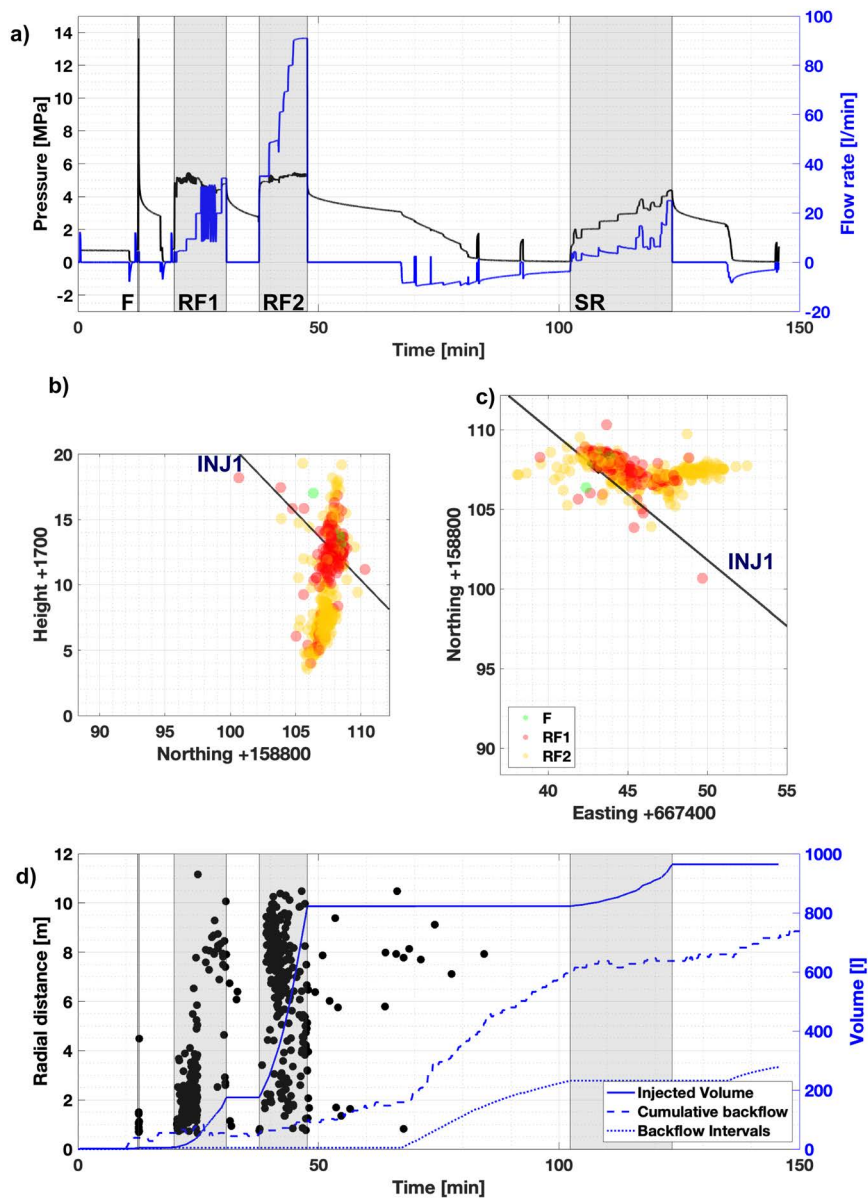 a)
14
12
10
8
6
4
2
0
-2
Pressure [MPa]
100
80
60
40
20
0
-20
Flow rate [l/min]
F
RF1
RF2
SR
0
50
100
150
Time [min]
b)
20
15
10
5
0
Height +1700
INJ1
90
95
100
105
110
Northing +158800
c)
110
105
100
95
90
Northing +158800
INJ1
F
RF1
RF2
40
45
50
55
Easting +667400
d)
12
10
8
6
4
2
0
Radial distance [m]
1000
800
600
400
200
0
Volume [l]
Injected Volume
Cumulative backflow
Backflow Intervals
0
50
100
150
Time [min]